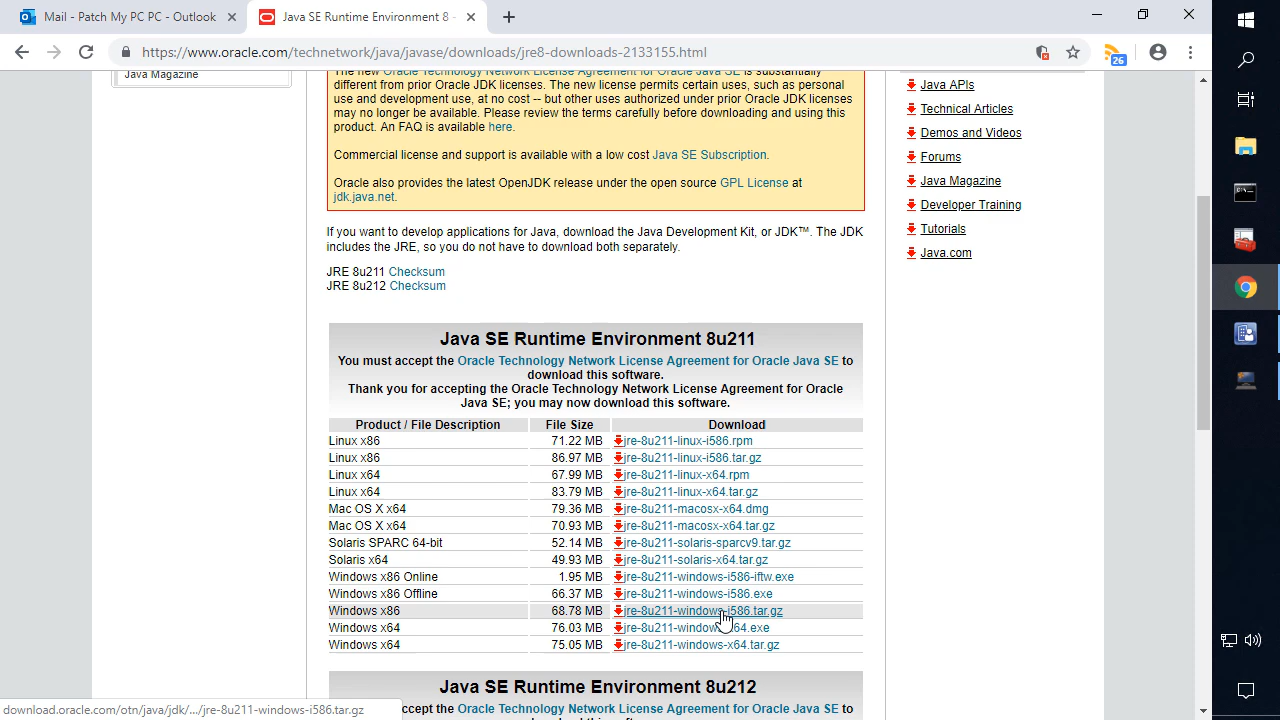 Mail - Patch My PC PC - Outlook
Java SE Runtime Environment 8 -
https://www.oracle.com/technetwork/java/javase/downloads/jre8-downloads-2133155.html
26
Java Magazine
The new Oracle Technology Network License Agreement for Oracle Java SE is substantially
different from prior Oracle JDK licenses. The new license permits certain uses, such as personal
use and development use, at no cost -- but other uses authorized under prior Oracle JDK licenses
may no longer be available. Please review the terms carefully before downloading and using this
product. An FAQ is available here.
Commercial license and support is available with a low cost Java SE Subscription.
Oracle also provides the latest OpenJDK release under the open source GPL License at
jdk.java.net.
If you want to develop applications for Java, download the Java Development Kit, or JDK™. The JDK
includes the JRE, so you do not have to download both separately.
JRE 8u211 Checksum
JRE 8u212 Checksum
Java SE Runtime Environment 8u211
You must accept the Oracle Technology Network License Agreement for Oracle Java SE to
download this software.
Thank you for accepting the Oracle Technology Network License Agreement for Oracle
Java SE; you may now download this software.
Product / File Description File Size Download
Linux x86 71.22 MB jre-8u211-linux-i586.rpm
Linux x86 86.97 MB jre-8u211-linux-i586.tar.gz
Linux x64 67.99 MB jre-8u211-linux-x64.rpm
Linux x64 83.79 MB jre-8u211-linux-x64.tar.gz
Mac OS X x64 79.36 MB jre-8u211-macosx-x64.dmg
Mac OS X x64 70.93 MB jre-8u211-macosx-x64.tar.gz
Solaris SPARC 64-bit 52.14 MB jre-8u211-solaris-sparcv9.tar.gz
Solaris x64 49.93 MB jre-8u211-solaris-x64.tar.gz
Windows x86 Online 1.95 MB jre-8u211-windows-i586-iftw.exe
Windows x86 Offline 66.37 MB jre-8u211-windows-i586.exe
Windows x86 68.78 MB jre-8u211-windows-i586.tar.gz
Windows x64 76.03 MB jre-8u211-windows-x64.exe
Windows x64 75.05 MB jre-8u211-windows-x64.tar.gz
Java SE Runtime Environment 8u212
accept the Oracle Technology Network License Agreement for Oracle Java SE to
Java APIs
Technical Articles
Demos and Videos
Forums
Java Magazine
Developer Training
Tutorials
Java.com
download.oracle.com/otn/java/jdk/.../jre-8u211-windows-i586.tar.gz